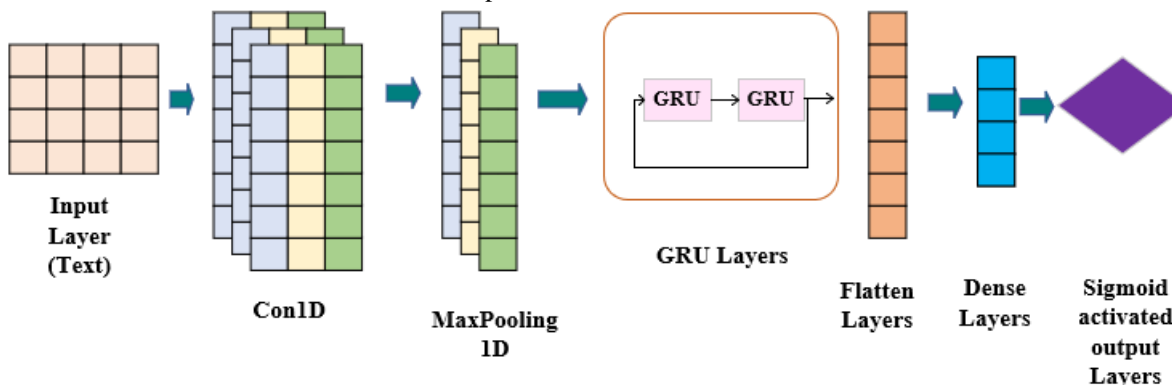 GRU
GRU
Input
Layer
(Text)
Con1D
MaxPooling
1D
GRU Layers
Flatten
Layers
Dense
Layers
Sigmoid
activated
output
Layers